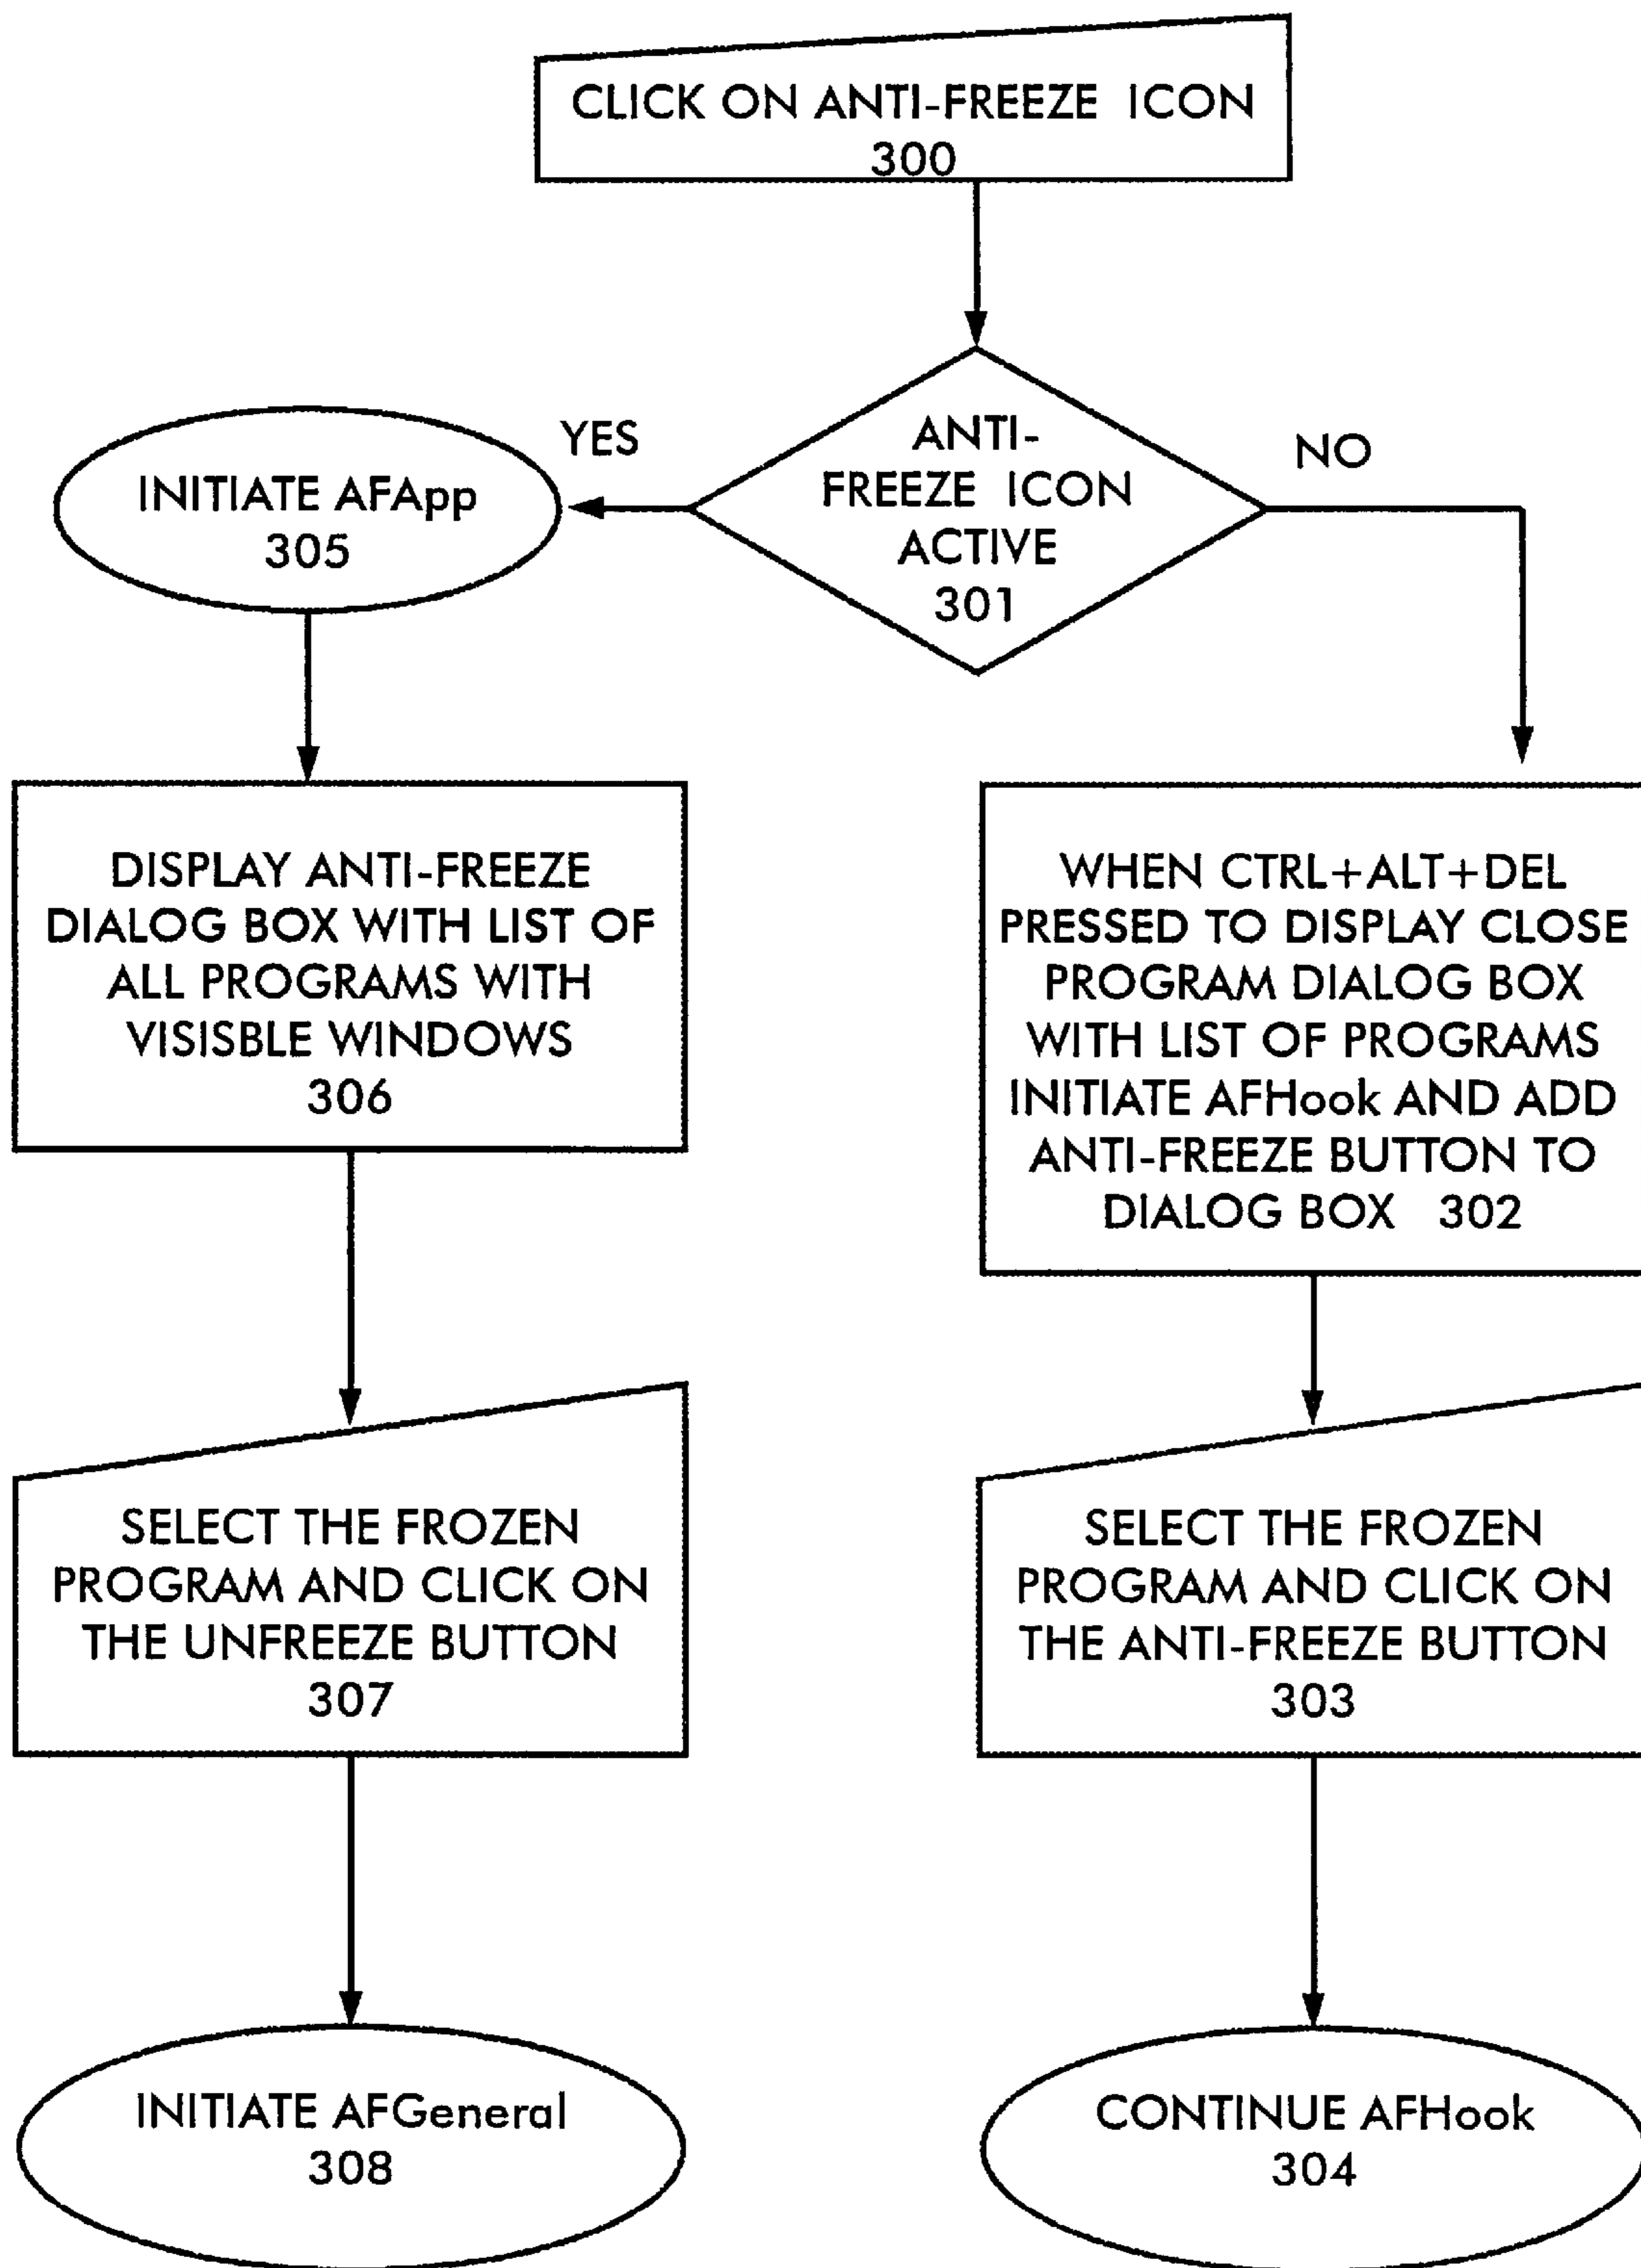 CLICK ON ANTI-FREEZE ICON
300
ANTI-
FREEZE ICON
ACTIVE
301
YES
NO
INITIATE AFApp
305
DISPLAY ANTI-FREEZE
DIALOG BOX WITH LIST OF
ALL PROGRAMS WITH
VISISBLE WINDOWS
306
SELECT THE FROZEN
PROGRAM AND CLICK ON
THE UNFREEZE BUTTON
307
INITIATE AFGeneral
308
WHEN CTRL+ALT+DEL
PRESSED TO DISPLAY CLOSE
PROGRAM DIALOG BOX
WITH LIST OF PROGRAMS
INITIATE AFHook AND ADD
ANTI-FREEZE BUTTON TO
DIALOG BOX 302
SELECT THE FROZEN
PROGRAM AND CLICK ON
THE ANTI-FREEZE BUTTON
303
CONTINUE AFHook
304